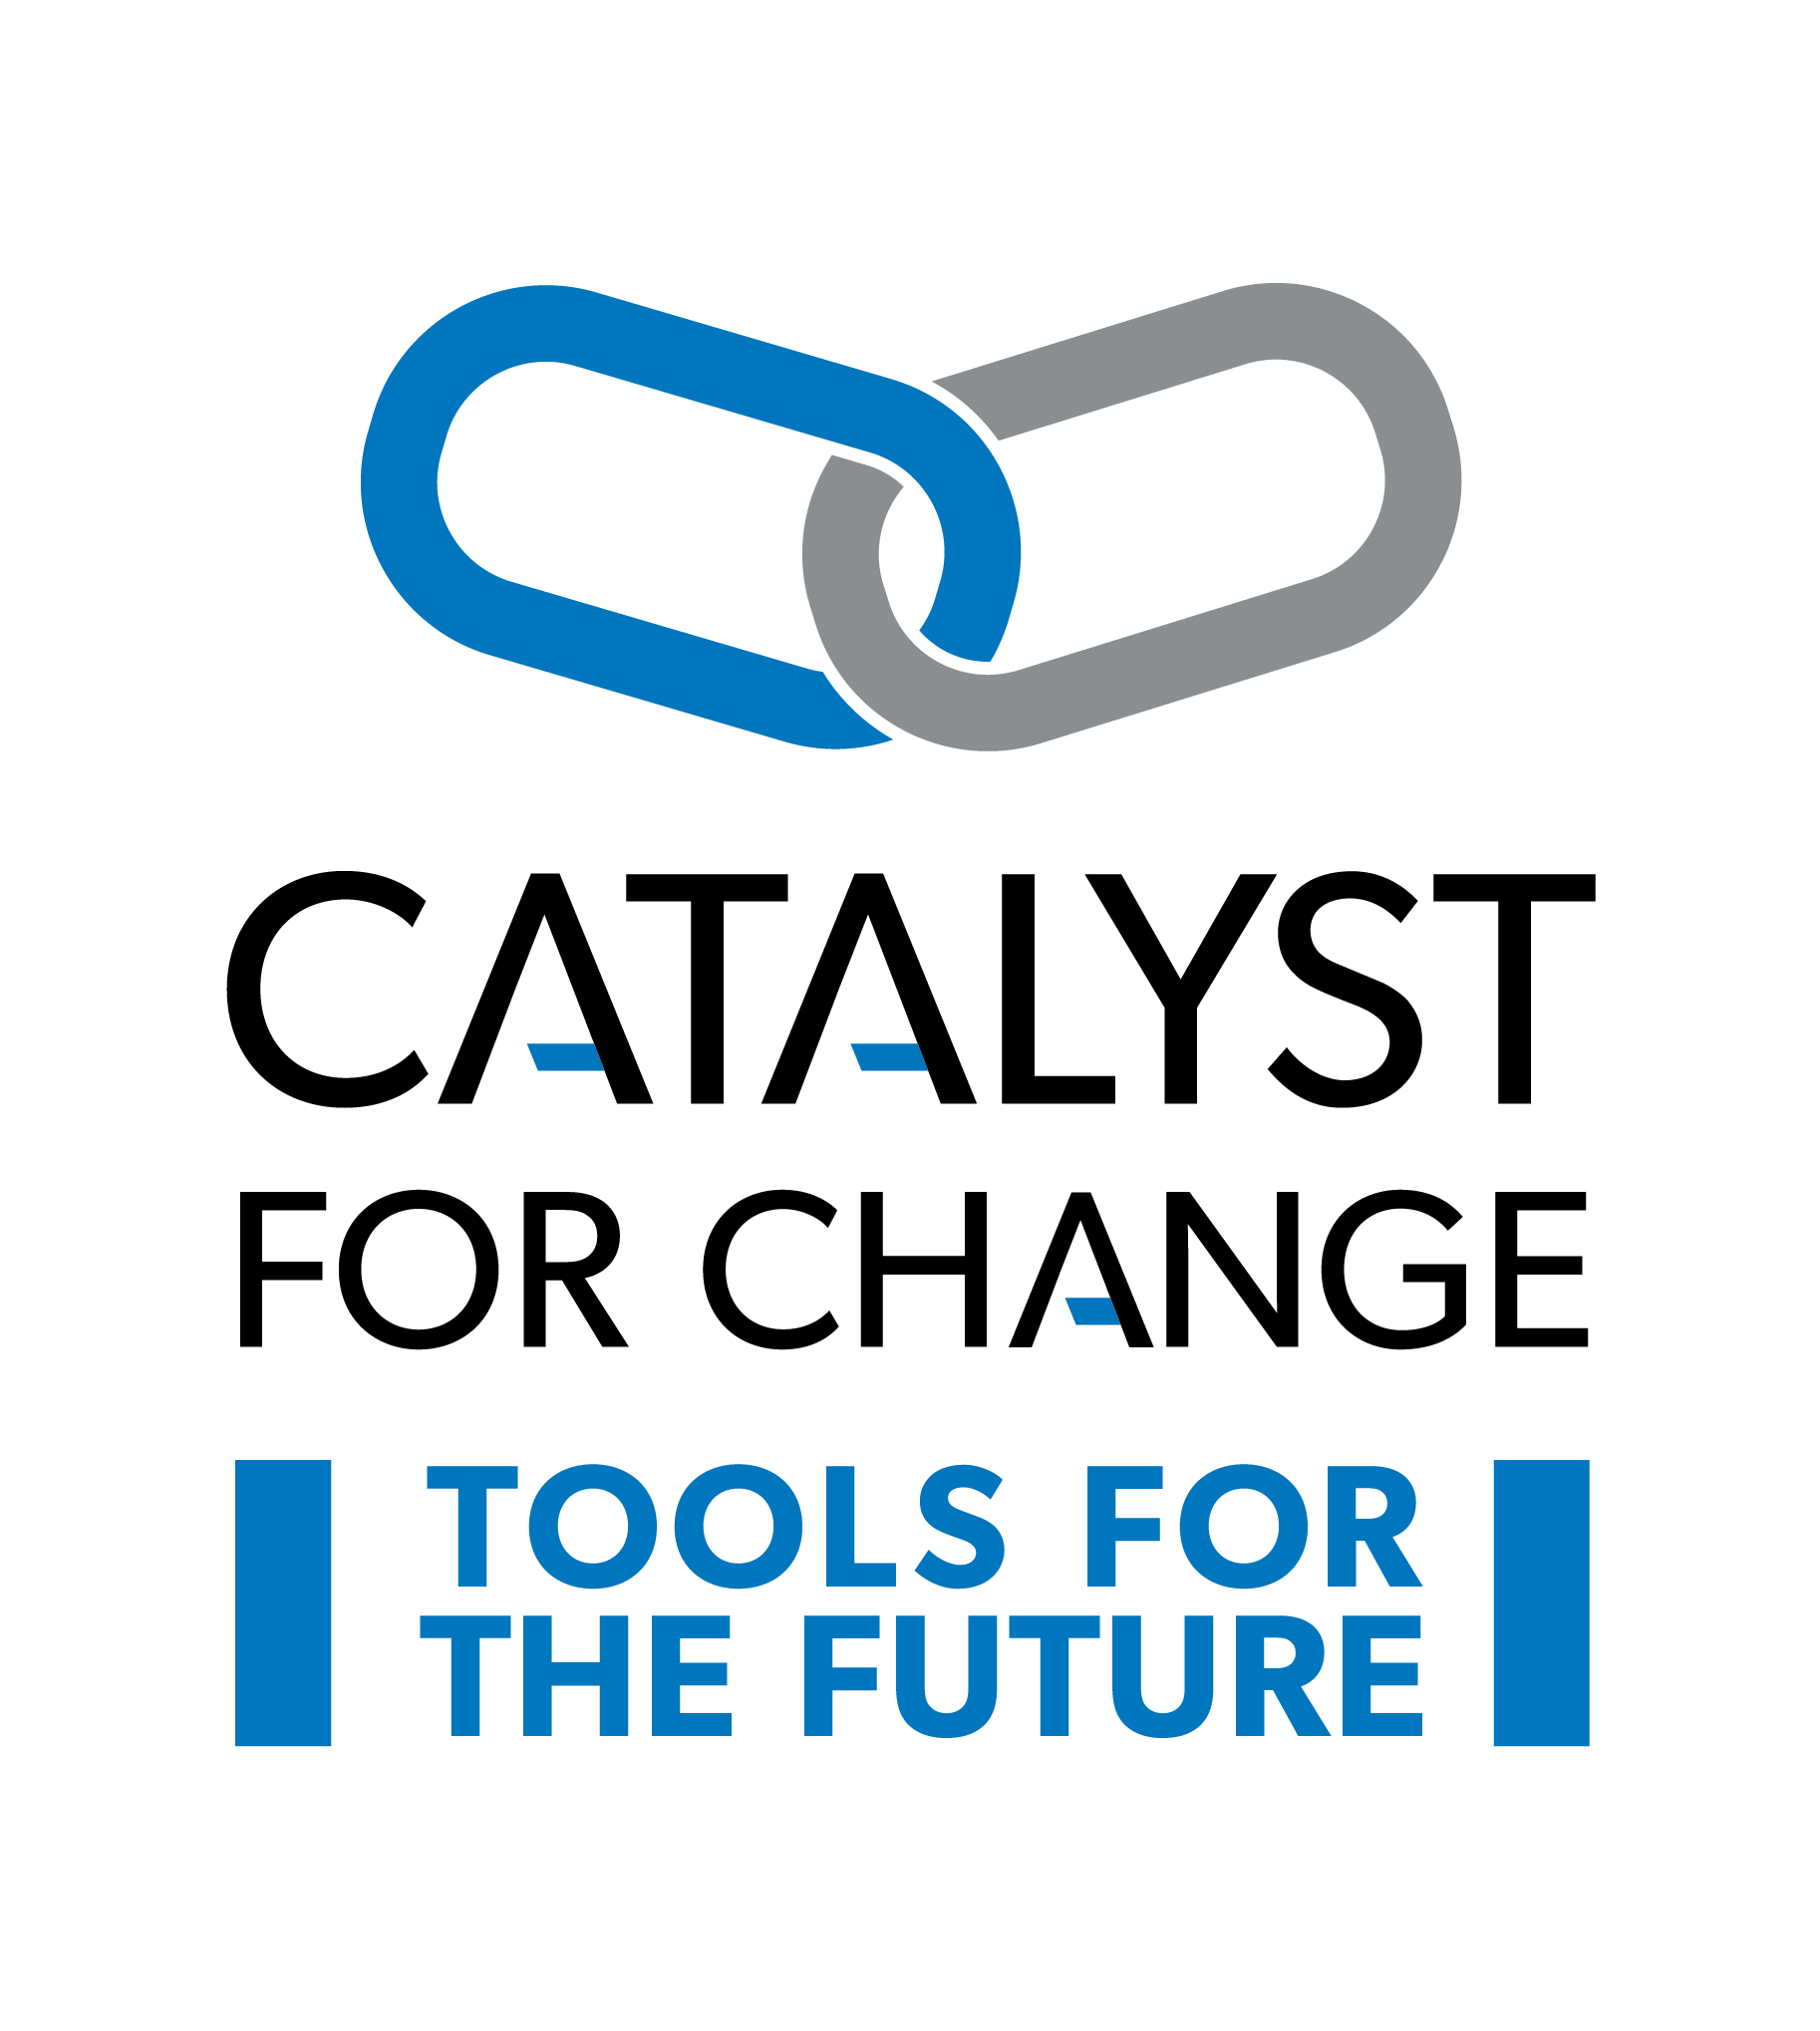 CATALYST
FOR CHANGE
TOOLS FOR
THE FUTURE